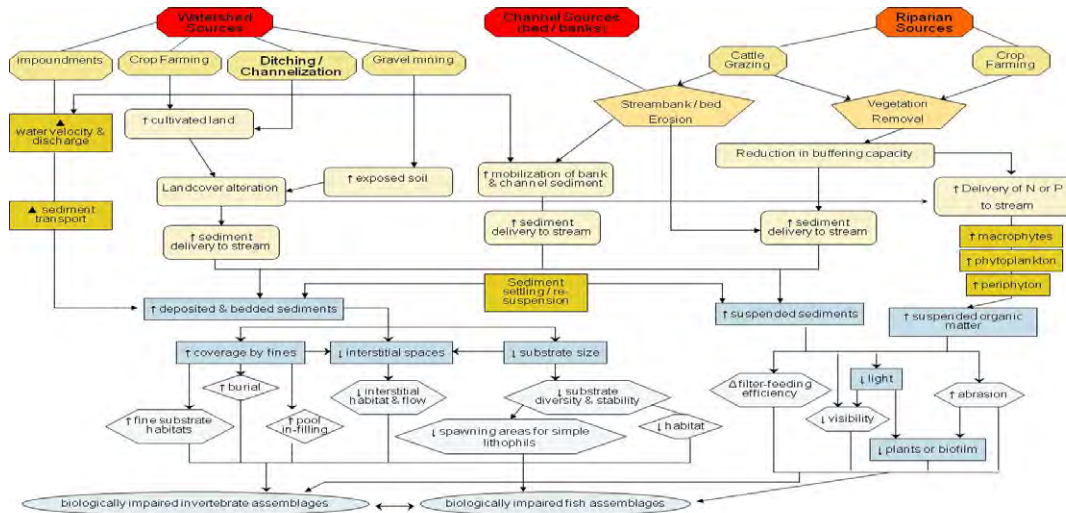 Watershed
Sources
Channel Sources
(bed / banks)
Riparian
Sources
impoundments
Crop Farming
Ditching /
Channelization
Gravel mining
Cattle
Grazing
Crop
Farming
▲
water velocity &
discharge
↑ cultivated land
Streambank / bed
Erosion
Vegetation
Removal
Reduction in buffering capacity
Landcover alteration
↑ exposed soil
↑ mobilization of bank
& channel sediment
↑ Delivery of N or P
to stream
▲ sediment
transport
↑ sediment
delivery to stream
↑ sediment
delivery to stream
↑ sediment
delivery to stream
↑ macrophytes
↑ phytoplankton
↑ periphyton
Sediment
settling / re-
suspension
↑ deposited & bedded sediments
↑ suspended sediments
↑ suspended organic
matter
↑ coverage by fines
↓ interstitial spaces
↓ substrate size
↑ burial
↓ interstitial
habitat & flow
↓ substrate
diversity & stability
Δ filter-feeding
efficiency
↓ light
↑ abrasion
↑ fine substrate
habitats
↑ pool
in-filling
↓ spawning areas for simple
lithophils
↓ habitat
↓ visibility
↓ plants or biofilm
biologically impaired invertebrate assemblages
biologically impaired fish assemblages